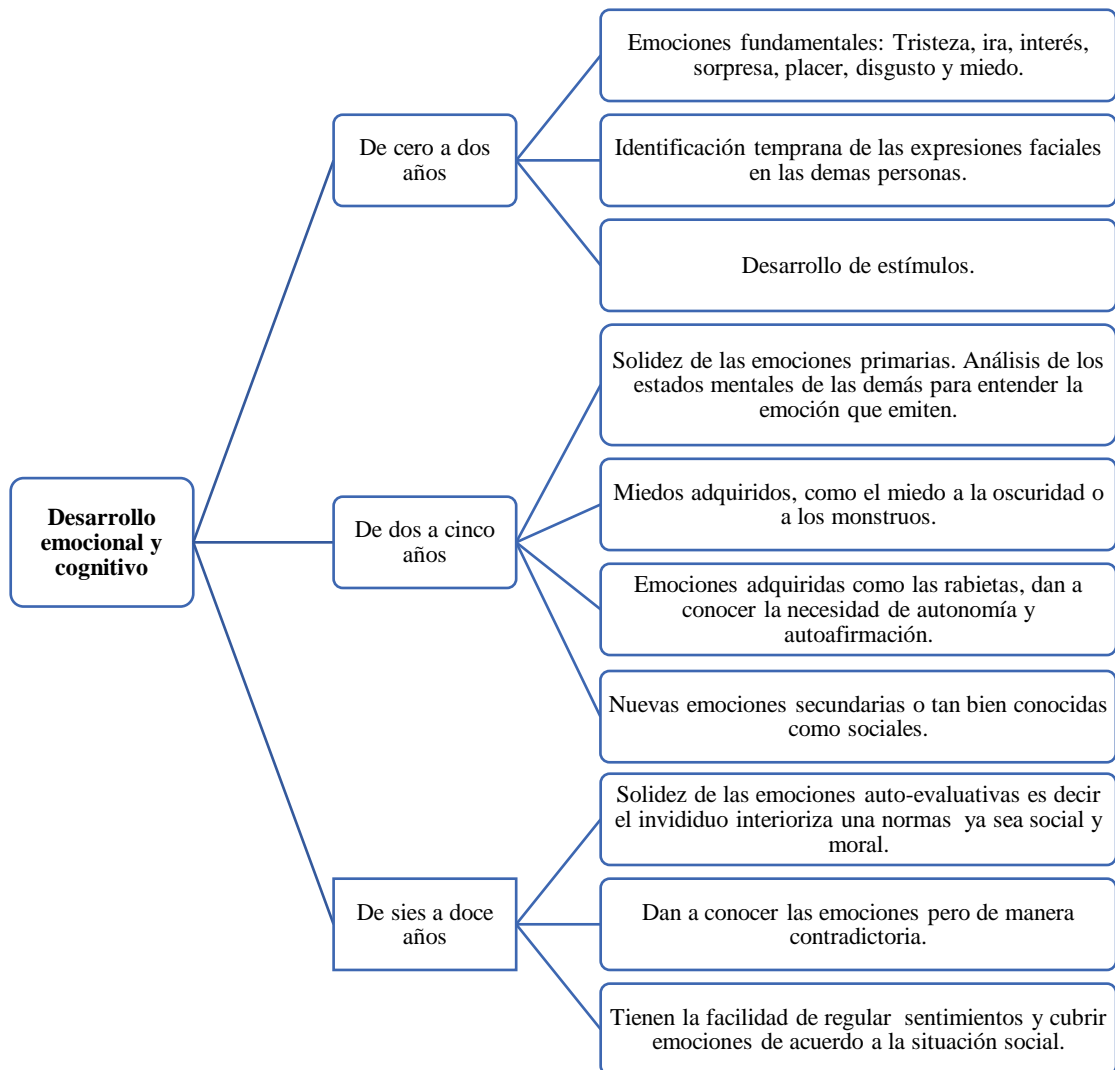 Emociones fundamentales: Tristeza, ira, interés,
sorpresa, placer, disgusto y miedo.
De cero a dos
años
Identificación temprana de las expresiones faciales
en las demas personas.
Desarrollo de estímulos.
Solidez de las emociones primarias. Análisis de los
estados mentales de las demás para entender la
emoción que emiten.
Desarrollo
emocional y
cognitivo
De dos a cinco
años
Miedos adquiridos, como el miedo a la oscuridad o
a los monstruos.
Emociones adquiridas como las rabietas, dan a
conocer la necesidad de autonomía y
autoafirmación.
Nuevas emociones secundarias o tan bien conocidas
como sociales.
Solidez de las emociones auto-evaluativas es decir
el invididuo interioriza una normas ya sea social y
moral.
De sies a doce
años
Dan a conocer las emociones pero de manera
contradictoria.
Tienen la facilidad de regular sentimientos y cubrir
emociones de acuerdo a la situación social.